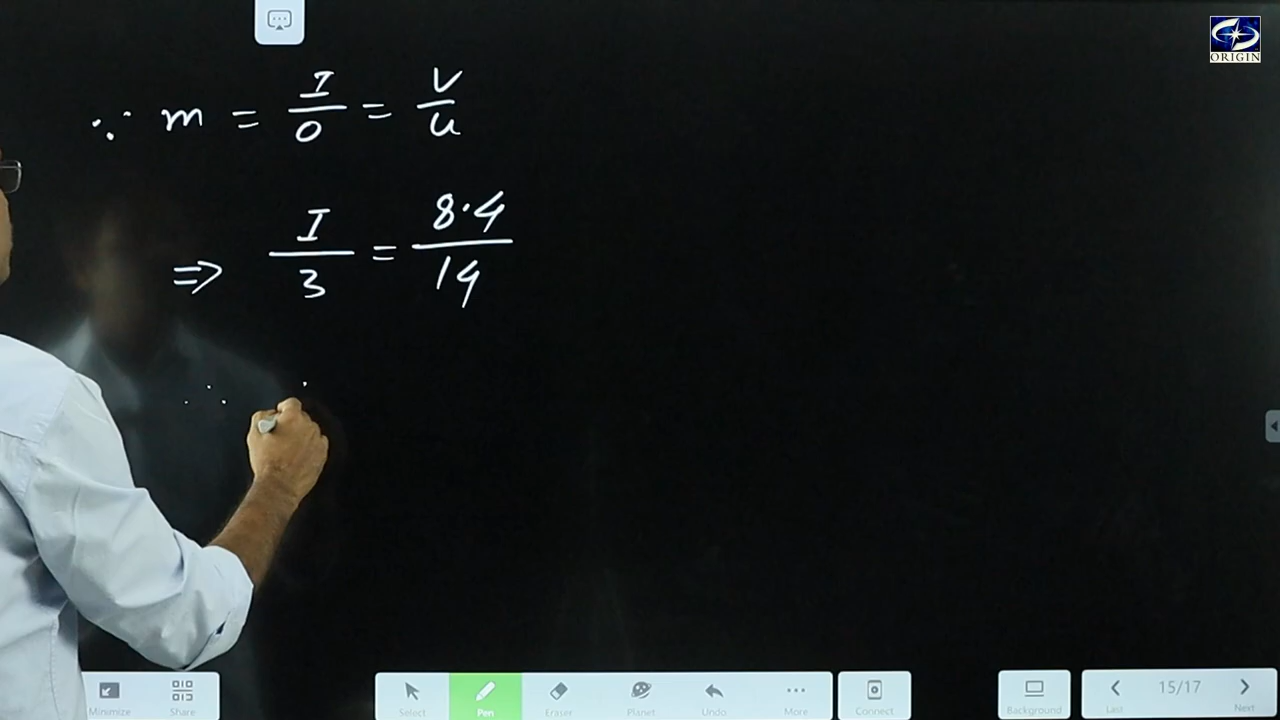 ∵ m = I/O = V/u
⇒ I/3 = 8.4/14
∴
ORIGIN
Minimize Share Select Pen Eraser Planet Undo More Connect Background Last 15/17 Next